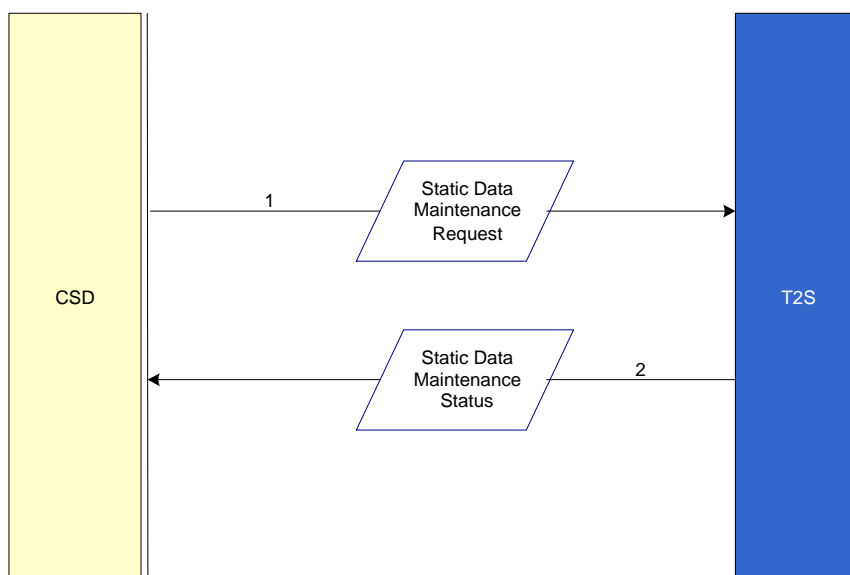 1
Static Data
Maintenance
Request
CSD
T2S
Static Data
Maintenance
Status
2